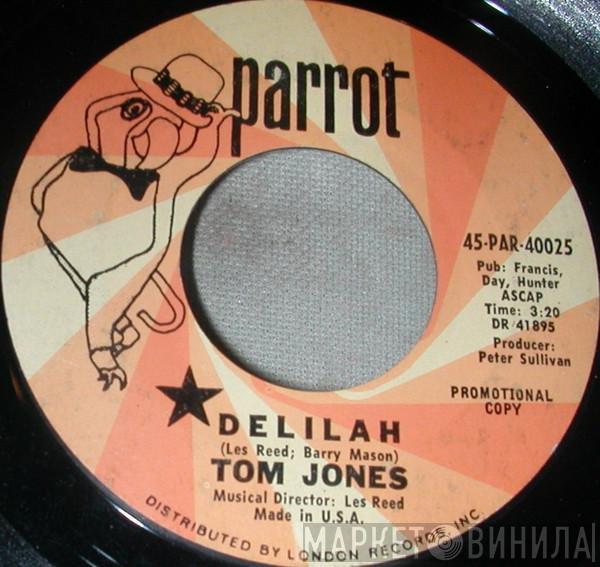 parrot
45-PAR-40025
Pub: Francis,
Day, Hunter
ASCAP
Time: 3:20
DR 41895
Producer:
Peter Sullivan
PROMOTIONAL
COPY
DELILAH
(Les Reed; Barry Mason)
TOM JONES
Musical Director: Les Reed
Made in U.S.A.
DISTRIBUTED BY LONDON RECORDS INC.
МАРКЕТ ВИНИЛА